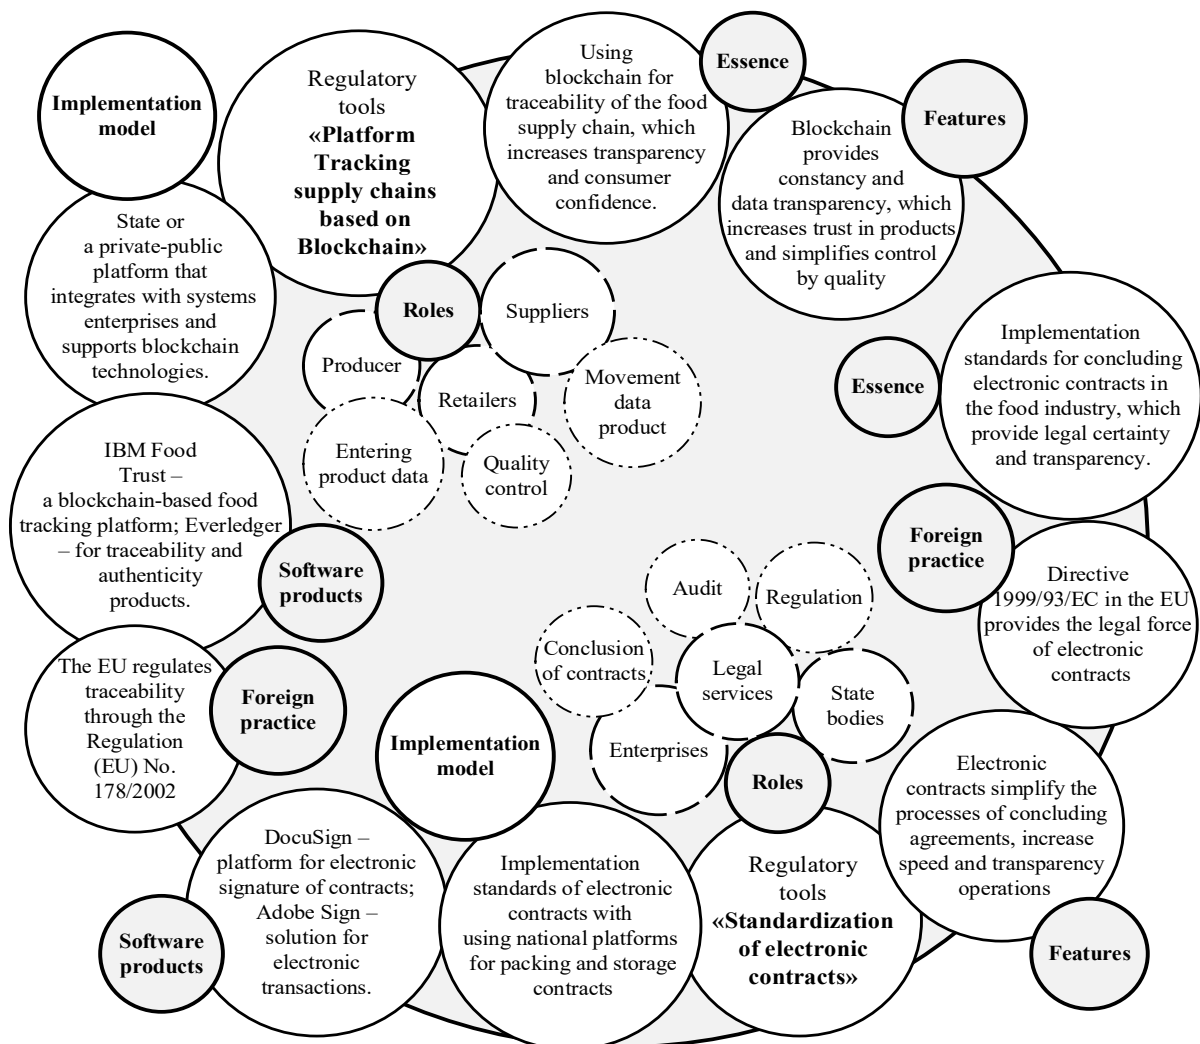 Implementation
model
Regulatory
tools
«Platform
Tracking
supply chains
based on
Blockchain»
Using
blockchain for
traceability of the food
supply chain, which
increases transparency
and consumer
confidence.
Essence
Features
Blockchain
provides
constancy and
data transparency, which
increases trust in products
and simplifies control
by quality
State or
a private-public
platform that
integrates with systems
enterprises and
supports blockchain
technologies.
Roles
Suppliers
Producer
Retailers
Movement
data
product
Entering
product data
Quality
control
Essence
Implementation
standards for concluding
electronic contracts in
the food industry, which
provide legal certainty
and transparency.
IBM Food
Trust –
a blockchain-based food
tracking platform; Everledger
– for traceability and
authenticity
products.
Software
products
Foreign
practice
Directive
1999/93/EC in the EU
provides the legal force
of electronic
contracts
Audit
Regulation
Conclusion
of contracts
Legal
services
State
bodies
Enterprises
Roles
The EU regulates
traceability
through the
Regulation
(EU) No.
178/2002
Foreign
practice
Implementation
model
Electronic
contracts simplify the
processes of concluding
agreements, increase
speed and transparency
operations
Features
DocuSign –
platform for electronic
signature of contracts;
Adobe Sign –
solution for
electronic
transactions.
Software
products
Implementation
standards of electronic
contracts with
using national platforms
for packing and storage
contracts
Regulatory
tools
«Standardization
of electronic
contracts»